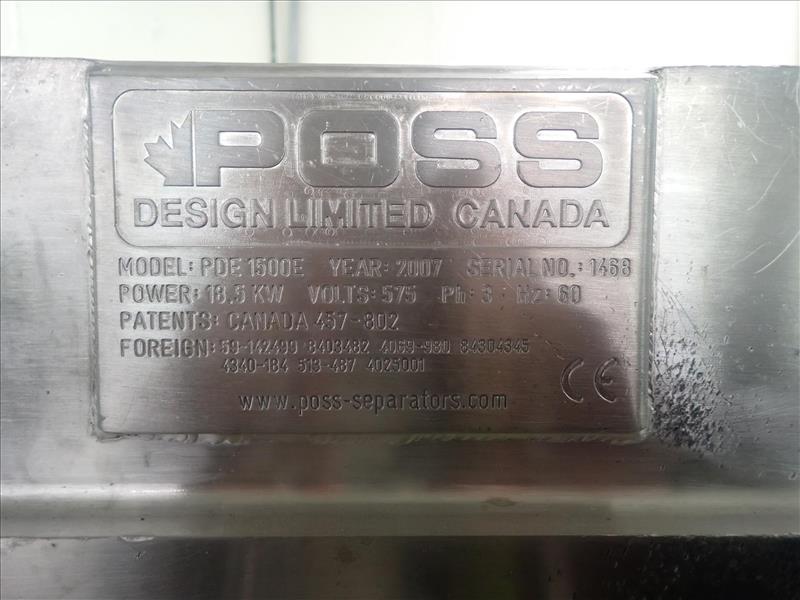 POSS
DESIGN LIMITED CANADA
MODEL: PDE 1500E YEAR: 2007 SERIAL NO.: 1468
POWER: 18.5 KW VOLTS: 575 Ph: 3 Hz: 60
PATENTS: CANADA 457-802
FOREIGN: 59-142499 8403482 4069-980 84304345
4340-184 513-487 4025001
CE
www.poss-separators.com